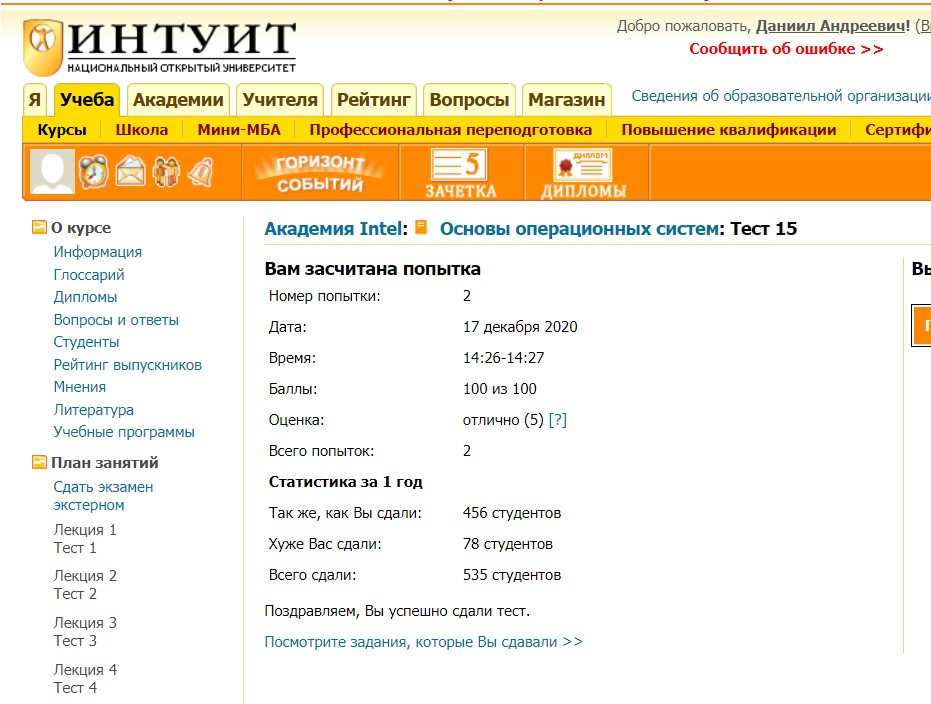 ИНТУИТ
НАЦИОНАЛЬНЫЙ ОТКРЫТЫЙ УНИВЕРСИТЕТ
Добро пожаловать, Даниил Андреевич! (В
Сообщить об ошибке >>
Я Учеба Академии Учителя Рейтинг Вопросы Магазин Сведения об образовательной организации
Курсы Школа Мини-МБА Профессиональная переподготовка Повышение квалификации Сертифи
ГОРИЗОНТ СОБЫТИЙ
5 ЗАЧЕТКА
ДИПЛОМ ДИПЛОМЫ
О курсе
Информация
Глоссарий
Дипломы
Вопросы и ответы
Студенты
Рейтинг выпускников
Мнения
Литература
Учебные программы
План занятий
Сдать экзамен
экстерном
Лекция 1
Тест 1
Лекция 2
Тест 2
Лекция 3
Тест 3
Лекция 4
Тест 4
Академия Intel: Основы операционных систем: Тест 15
Вам засчитана попытка
Номер попытки: 2
Дата: 17 декабря 2020
Время: 14:26-14:27
Баллы: 100 из 100
Оценка: отлично (5) [?]
Всего попыток: 2
Статистика за 1 год
Так же, как Вы сдали: 456 студентов
Хуже Вас сдали: 78 студентов
Всего сдали: 535 студентов
Поздравляем, Вы успешно сдали тест.
Посмотрите задания, которые Вы сдавали >>
Вы